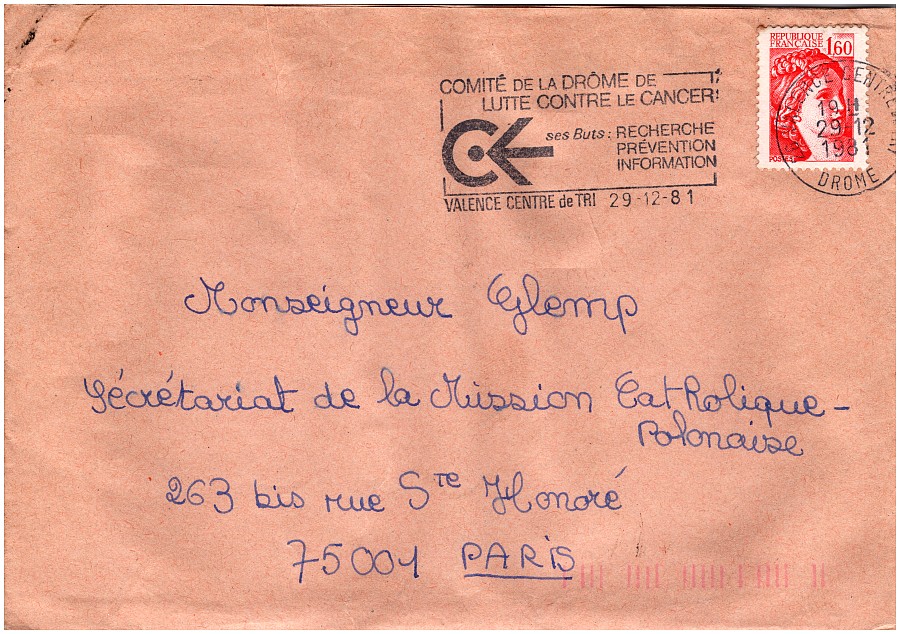 COMITÉ DE LA DRÔME DE
LUTTE CONTRE LE CANCER
ses Buts: RECHERCHE
PRÉVENTION
INFORMATION
VALENCE CENTRE de TRI 29-12-81
REPUBLIQUE
FRANÇAISE 1,60
POSTES
CENTRE
19H
29-12
1981
DROME
Monseigneur Glemp
Sécrétariat de la Mission Catholique-
Polonaise
263 bis rue Ste Honoré
75001 PARIS